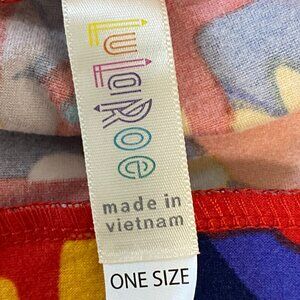 LuLaRoe
made in
vietnam
ONE SIZE